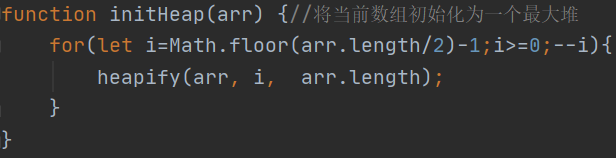 function initHeap(arr) {//将当前数组初始化为一个最大堆
    for(let i=Math.floor(arr.length/2)-1;i>=0;--i){
        heapify(arr, i,  arr.length);
    }
}